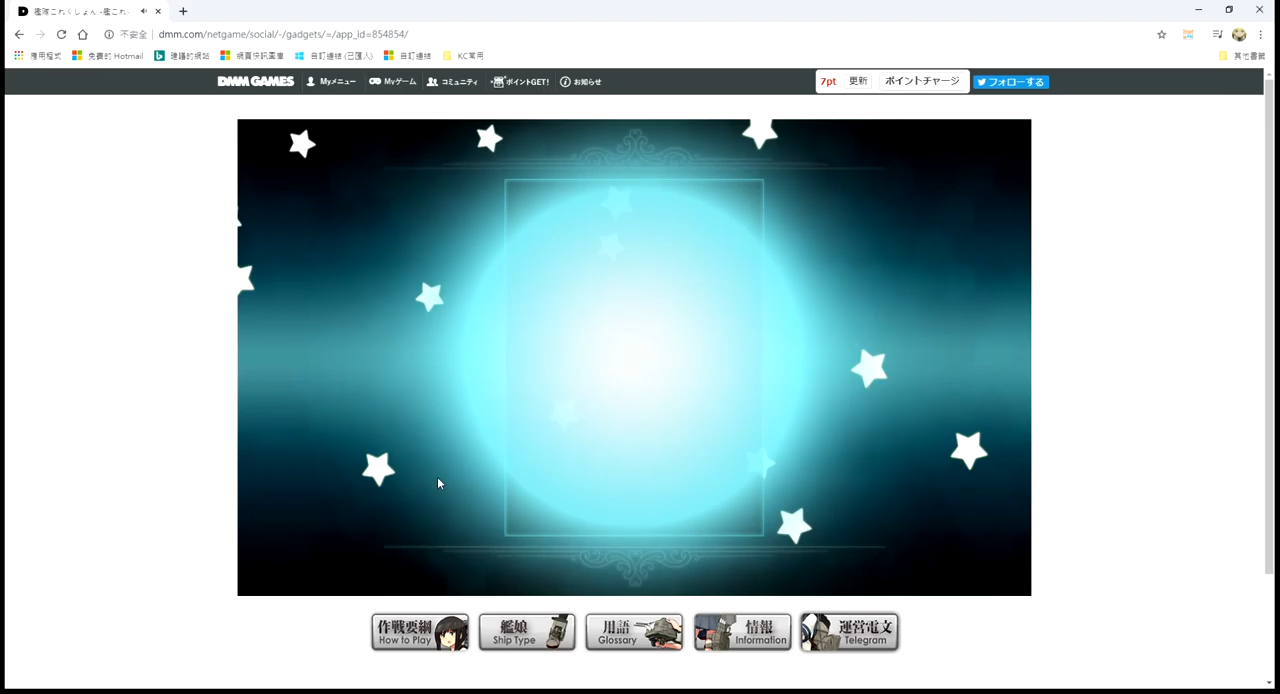 艦隊これくしょん -艦これ-
不安全 dmm.com/netgame/social/-/gadgets/=/app_id=854854/
應用程式 免費的 Hotmail 建議的網站 網頁快訊圖庫 自訂連結 (已匯入) 自訂連結 KC常用 其他書籤
DMM GAMES Myメニュー Myゲーム コミュニティ ポイントGET! お知らせ 7pt 更新 ポイントチャージ フォローする
作戦要綱 艦娘 用語 情報 運営電文
How to Play Ship Type Glossary Information Telegram